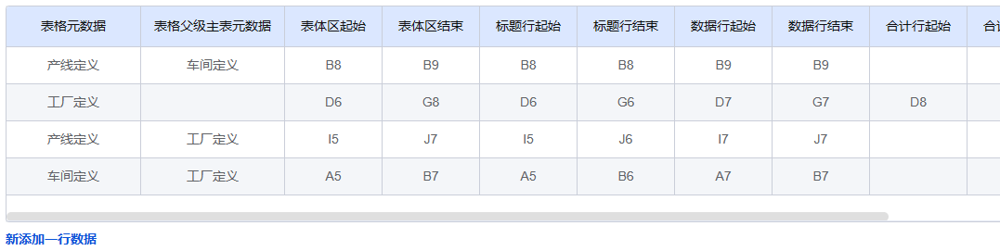 表格元数据 表格父级主表元数据 表体区起始 表体区结束 标题行起始 标题行结束 数据行起始 数据行结束 合计行起始 合
产线定义 车间定义 B8 B9 B8 B8 B9 B9
工厂定义 D6 G8 D6 G6 D7 G7 D8
产线定义 工厂定义 I5 J7 I5 J6 I7 J7
车间定义 工厂定义 A5 B7 A5 B6 A7 B7
新添加一行数据